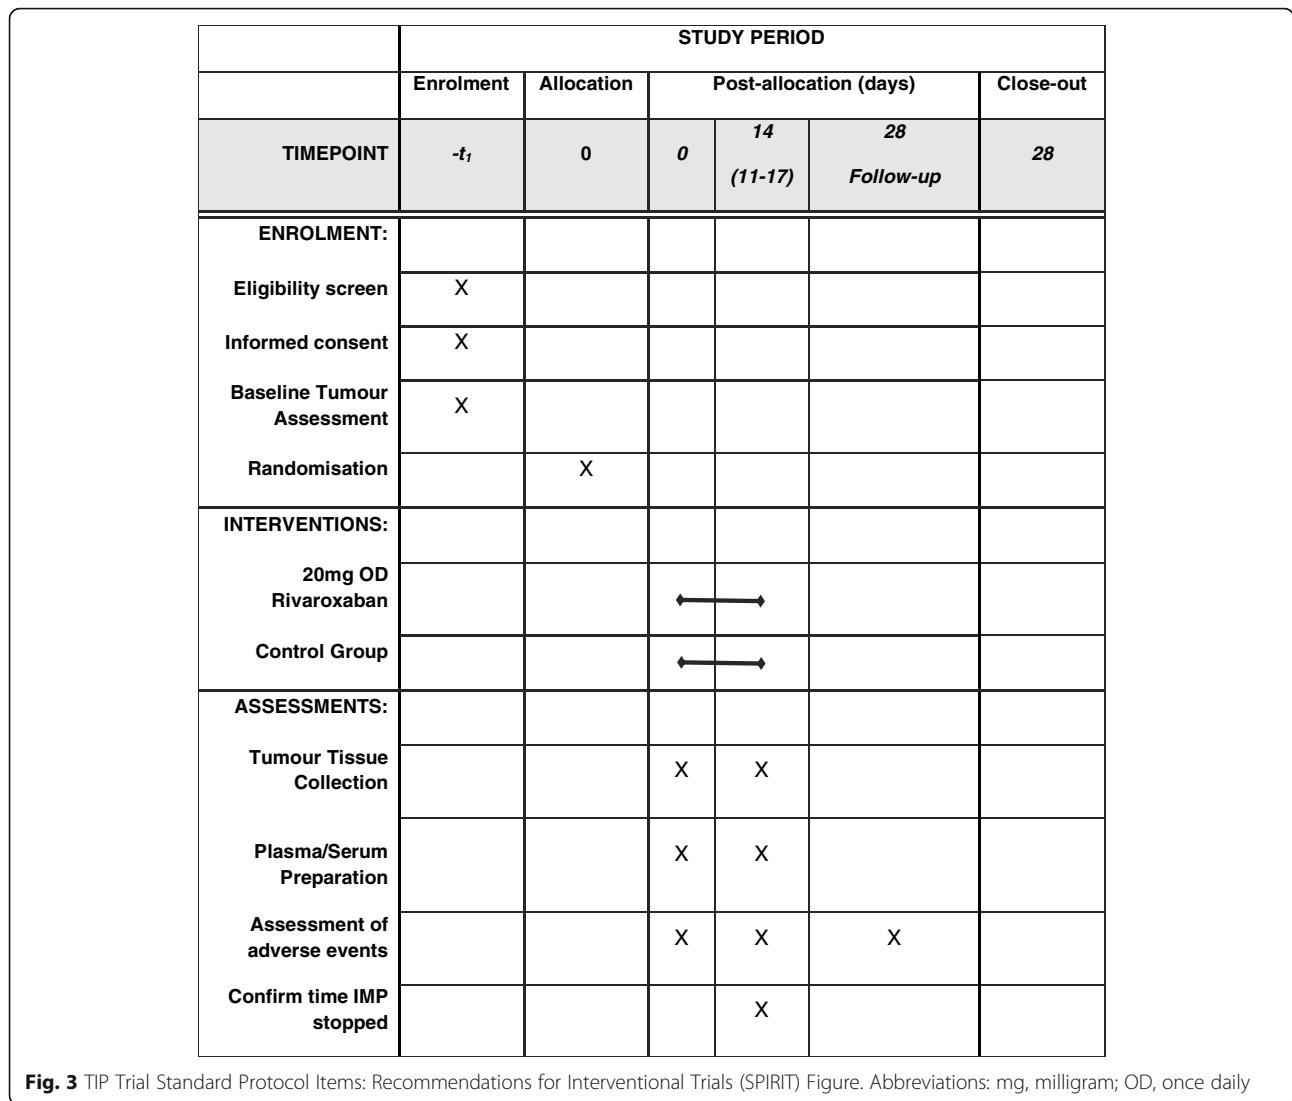 STUDY PERIOD
Enrolment Allocation Post-allocation (days) Close-out
TIMEPOINT -t1 0 0 14 (11-17) 28 Follow-up 28
ENROLMENT:
Eligibility screen X
Informed consent X
Baseline Tumour
Assessment X
Randomisation X
INTERVENTIONS:
20mg OD
Rivaroxaban
Control Group
ASSESSMENTS:
Tumour Tissue
Collection X X
Plasma/Serum
Preparation X X
Assessment of
adverse events X X X
Confirm time IMP
stopped X
Fig. 3 TIP Trial Standard Protocol Items: Recommendations for Interventional Trials (SPIRIT) Figure. Abbreviations: mg, milligram; OD, once daily